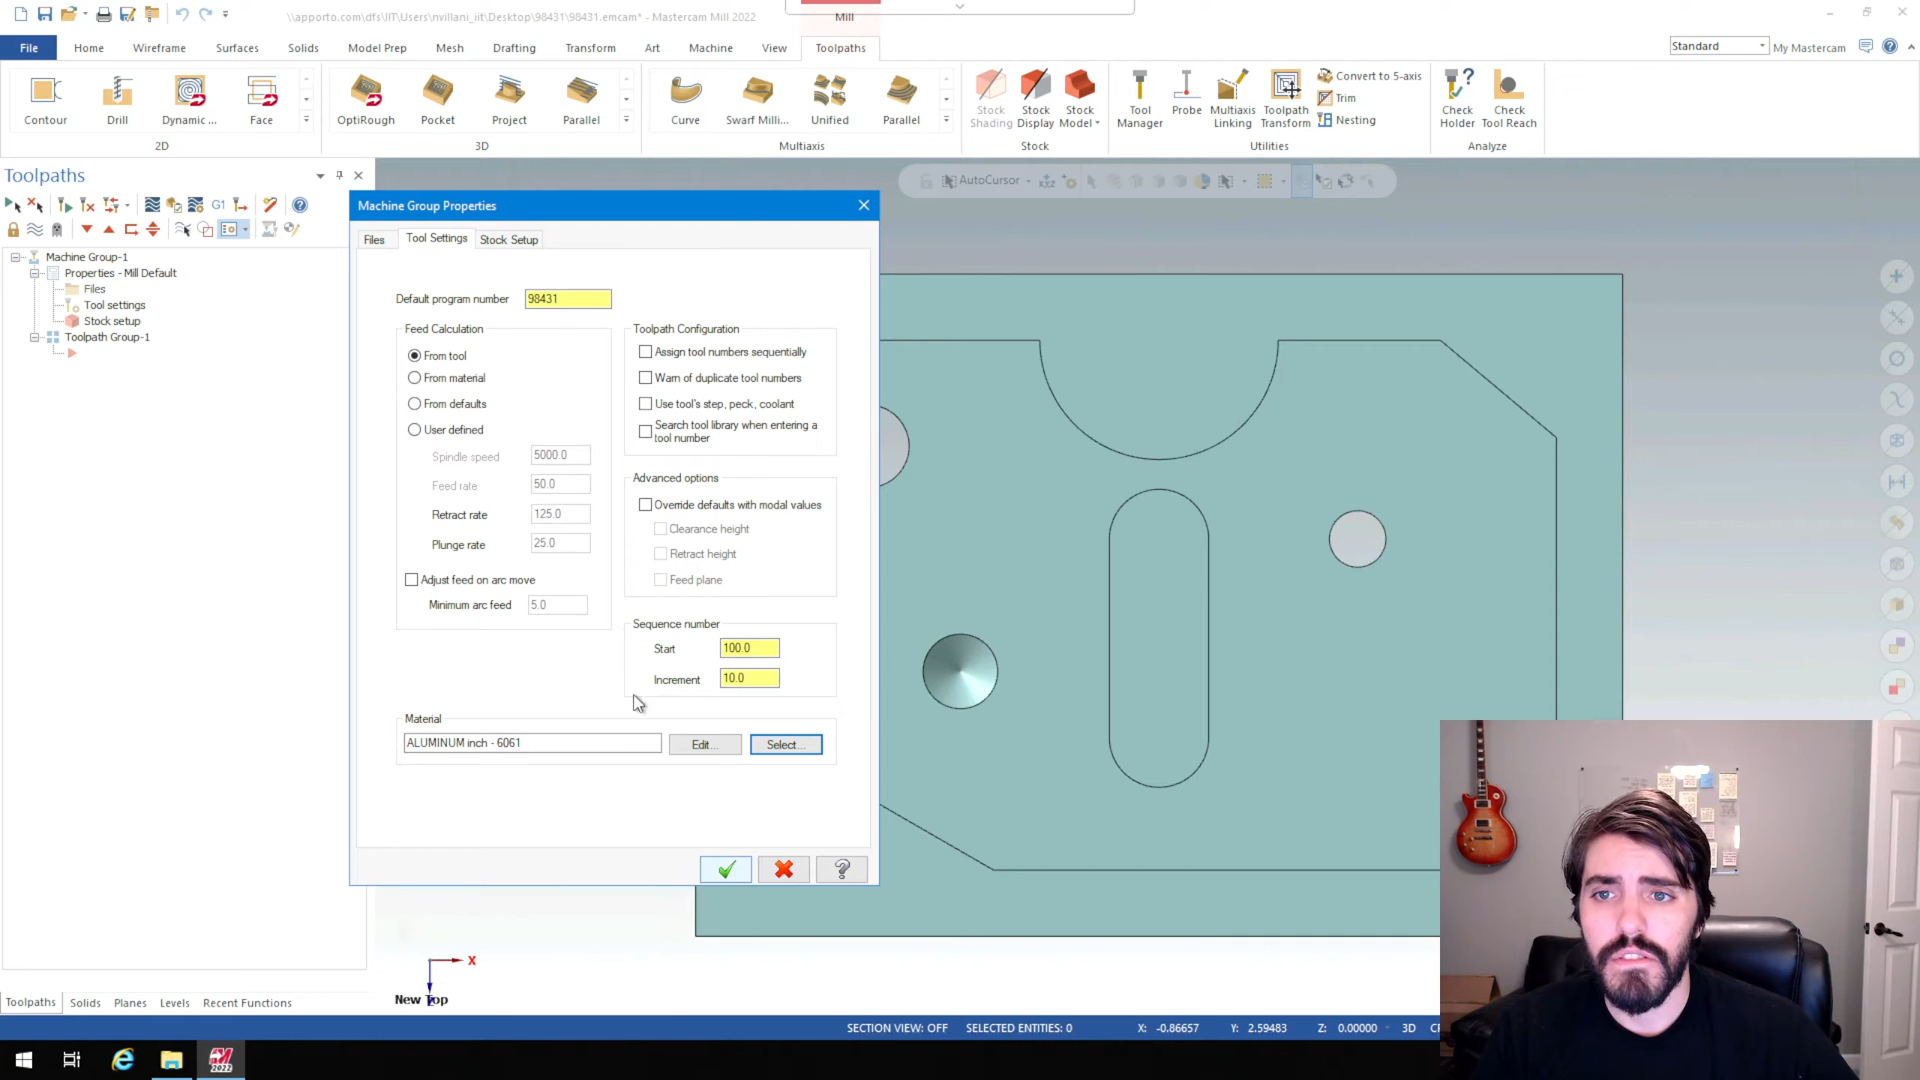 \\apporto.com\dfs\IIT\Users\nvillani_iit\Desktop\98431\98431.emcam* - Mastercam Mill 2022
Mill
File Home Wireframe Surfaces Solids Model Prep Mesh Drafting Transform Art Machine View Toolpaths
Standard My Mastercam
Contour Drill Dynamic ... Face
OptiRough Pocket Project Parallel
Curve Swarf Milli... Unified Parallel
Stock Shading Stock Display Stock Model
Tool Manager Probe Multiaxis Linking Toolpath Transform
Convert to 5-axis
Trim
Nesting
Check Holder Check Tool Reach
2D 3D Multiaxis Stock Utilities Analyze
Toolpaths
AutoCursor
XYZ
G1
Machine Group-1
Properties - Mill Default
Files
Tool settings
Stock setup
Toolpath Group-1
Machine Group Properties
Files Tool Settings Stock Setup
Default program number 98431
Feed Calculation
From tool
From material
From defaults
User defined
Spindle speed 5000.0
Feed rate 50.0
Retract rate 125.0
Plunge rate 25.0
Adjust feed on arc move
Minimum arc feed 5.0
Toolpath Configuration
Assign tool numbers sequentially
Warn of duplicate tool numbers
Use tool's step, peck, coolant
Search tool library when entering a
tool number
Advanced options
Override defaults with modal values
Clearance height
Retract height
Feed plane
Sequence number
Start 100.0
Increment 10.0
Material
ALUMINUM inch - 6061 Edit... Select...
X
New Top
Toolpaths Solids Planes Levels Recent Functions
SECTION VIEW: OFF SELECTED ENTITIES: 0 X: -0.86657 Y: 2.59483 Z: 0.00000 3D
2022